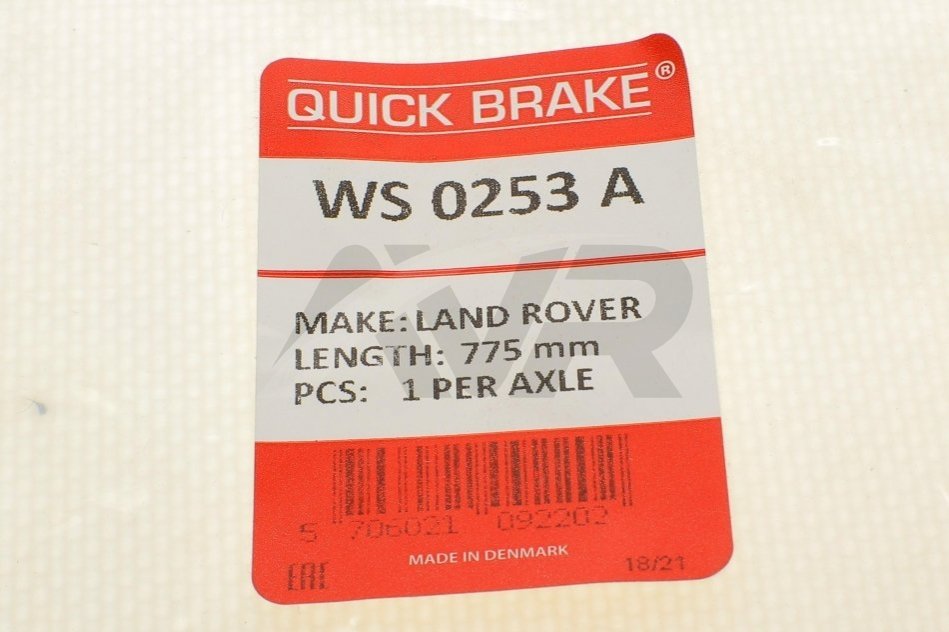 QUICK BRAKE®
WS 0253 A
MAKE: LAND ROVER
LENGTH: 775 mm
PCS: 1 PER AXLE
5 706021 092202
MADE IN DENMARK
EAC 18/21
AVR